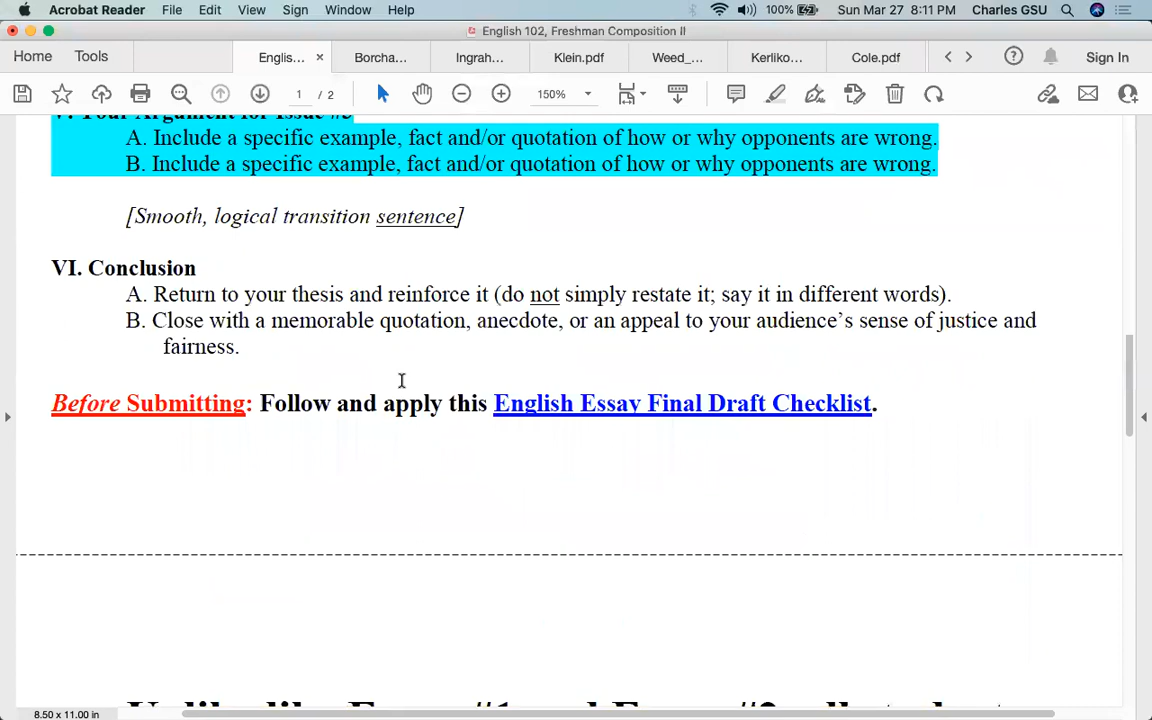 Acrobat Reader File Edit View Sign Window Help 100% Sun Mar 27 8:11 PM Charles GSU
English 102, Freshman Composition II
Home Tools Englis... × Borcha... Ingrah... Klein.pdf Weed_... Kerliko... Cole.pdf Sign In
1 / 2 150%
V. Your Argument for Issue #3
A. Include a specific example, fact and/or quotation of how or why opponents are wrong.
B. Include a specific example, fact and/or quotation of how or why opponents are wrong.
[Smooth, logical transition sentence]
VI. Conclusion
A. Return to your thesis and reinforce it (do not simply restate it; say it in different words).
B. Close with a memorable quotation, anecdote, or an appeal to your audience’s sense of justice and
fairness.
Before Submitting: Follow and apply this English Essay Final Draft Checklist.
8.50 x 11.00 in